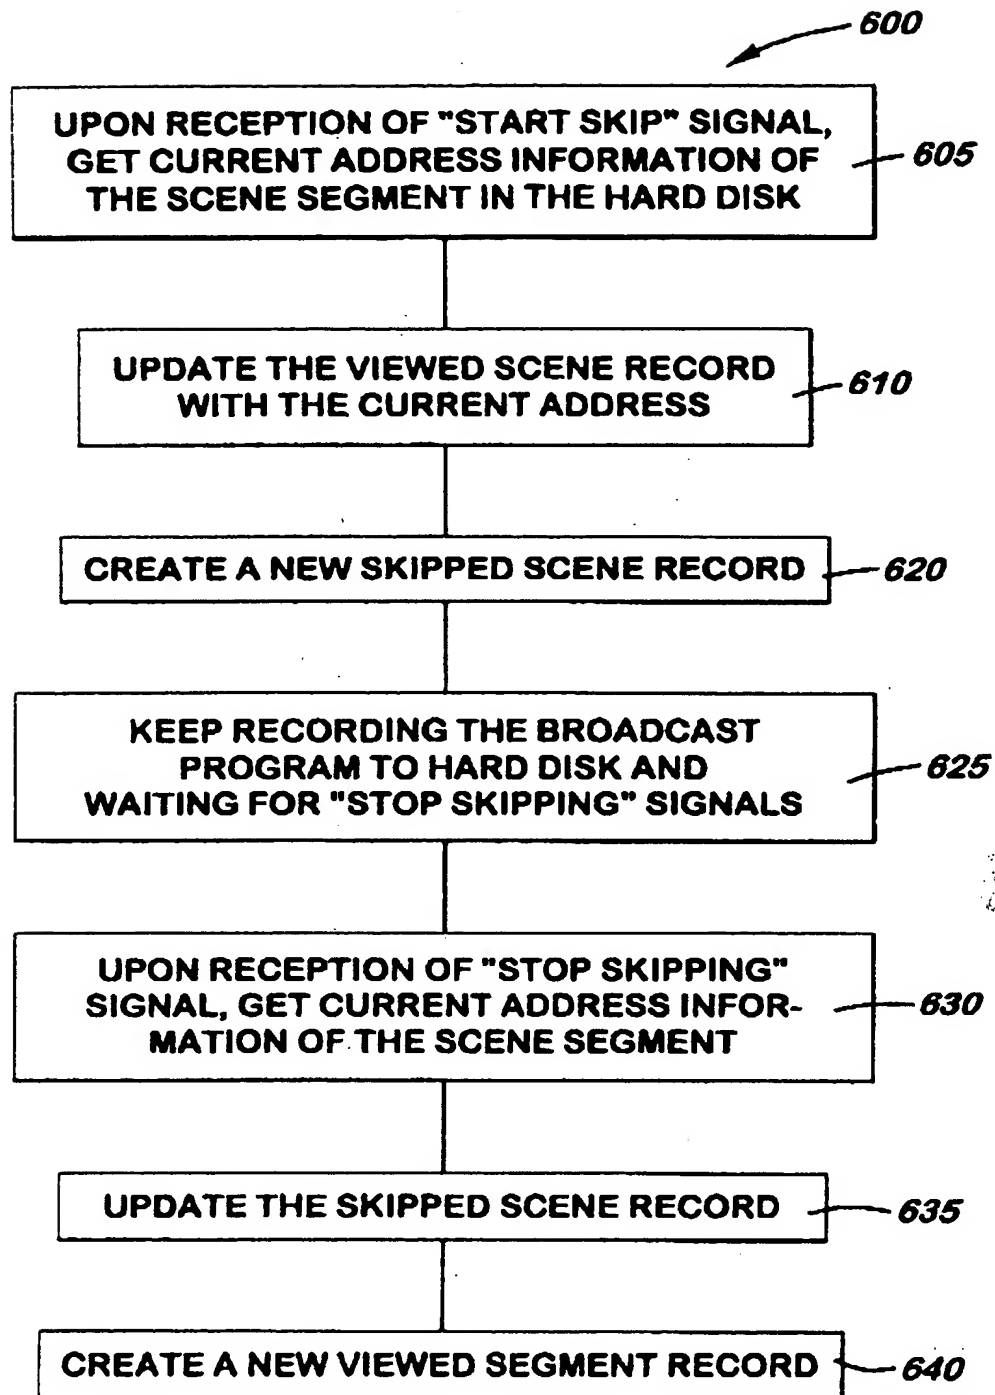 600
UPON RECEPTION OF "START SKIP" SIGNAL,
GET CURRENT ADDRESS INFORMATION OF
THE SCENE SEGMENT IN THE HARD DISK
605
UPDATE THE VIEWED SCENE RECORD
WITH THE CURRENT ADDRESS
610
CREATE A NEW SKIPPED SCENE RECORD
620
KEEP RECORDING THE BROADCAST
PROGRAM TO HARD DISK AND
WAITING FOR "STOP SKIPPING" SIGNALS
625
UPON RECEPTION OF "STOP SKIPPING"
SIGNAL, GET CURRENT ADDRESS INFOR-
MATION OF THE SCENE SEGMENT
630
UPDATE THE SKIPPED SCENE RECORD
635
CREATE A NEW VIEWED SEGMENT RECORD
640